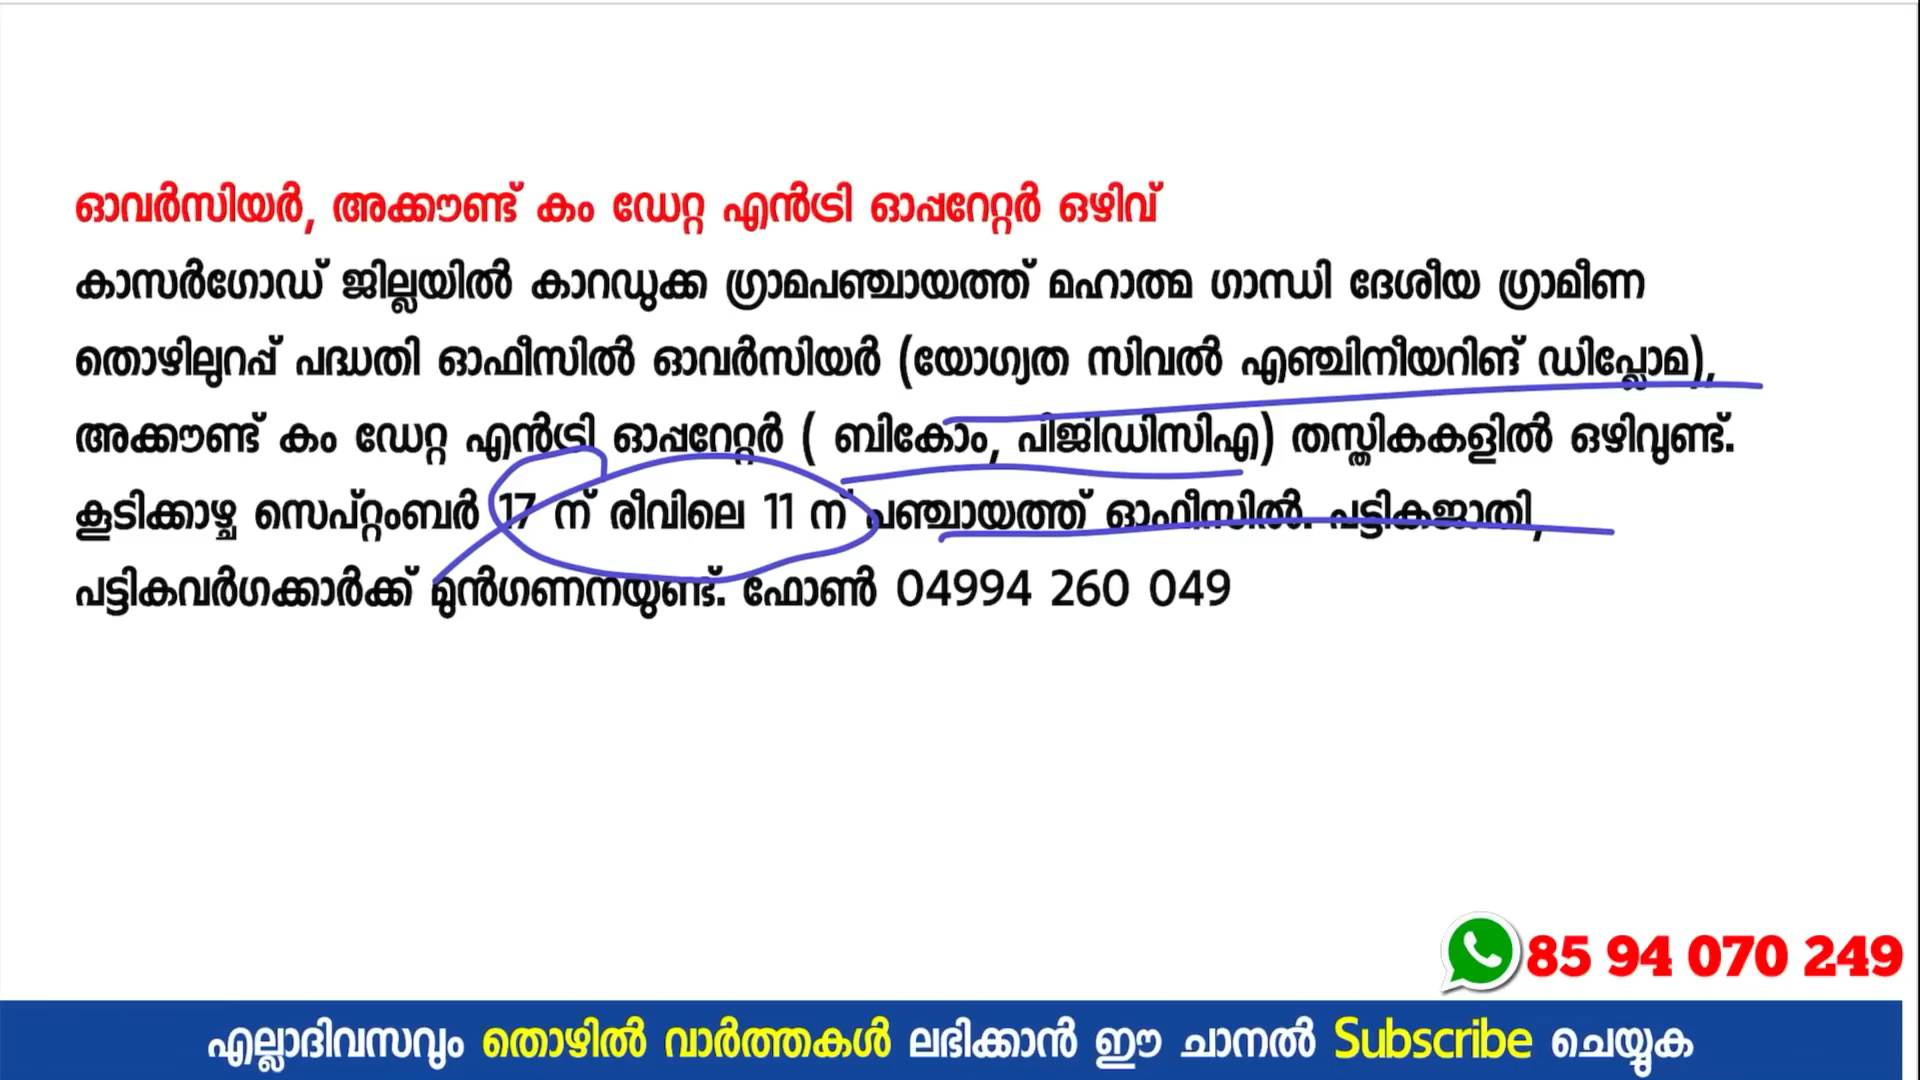 ഓവർസിയർ, അക്കൗണ്ട് കം ഡേറ്റ എൻട്രി ഓപ്പറേറ്റർ ഒഴിവ്
കാസർഗോഡ് ജില്ലയിൽ കാറഡുക്ക ഗ്രാമപഞ്ചായത്ത് മഹാത്മ ഗാന്ധി ദേശീയ ഗ്രാമീണ
തൊഴിലുറപ്പ് പദ്ധതി ഓഫീസിൽ ഓവർസിയർ (യോഗ്യത സിവൽ എഞ്ചിനീയറിങ് ഡിപ്ലോമ),
അക്കൗണ്ട് കം ഡേറ്റ എൻട്രി ഓപ്പറേറ്റർ ( ബികോം, പിജിഡിസിഎ) തസ്തികകളിൽ ഒഴിവുണ്ട്.
കൂടിക്കാഴ്ച സെപ്റ്റംബർ 17 ന് രീവിലെ 11 ന് പഞ്ചായത്ത് ഓഫീസിൽ. പട്ടികജാതി,
പട്ടികവർഗക്കാർക്ക് മുൻഗണനയുണ്ട്. ഫോൺ 04994 260 049
85 94 070 249
എല്ലാദിവസവും തൊഴിൽ വാർത്തകൾ ലഭിക്കാൻ ഈ ചാനൽ Subscribe ചെയ്യുക